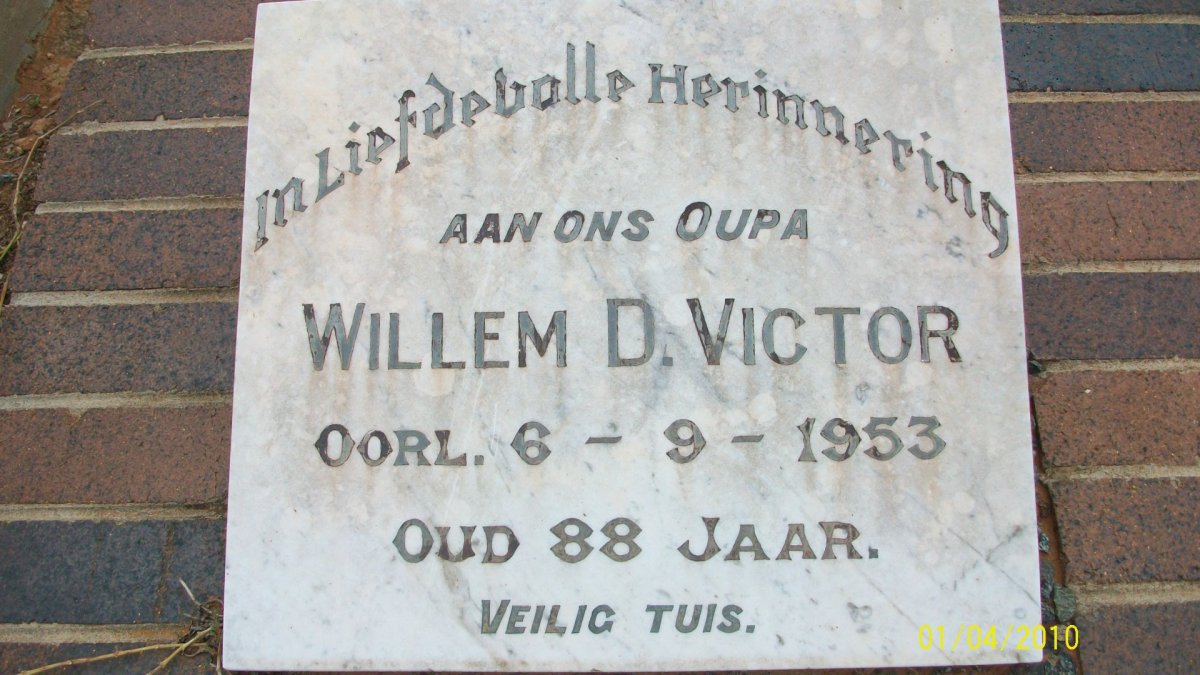 In Liefdevolle Herinnering
AAN ONS OUPA
WILLEM D. VICTOR
OORL. 6 - 9 - 1953
OUD 88 JAAR.
VEILIG TUIS.
01/04/2010